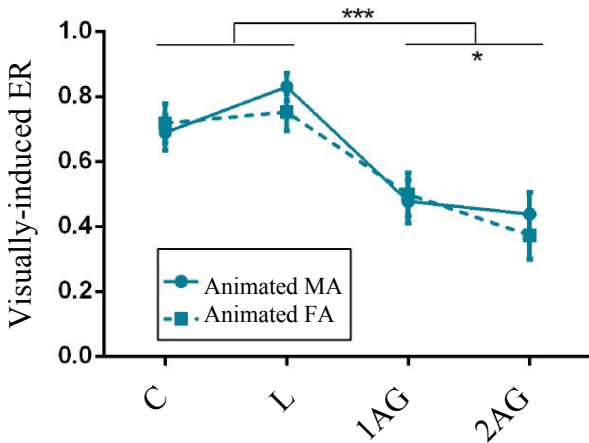 ***
*
1.0
0.8
0.6
0.4
0.2
0.0
Visually-induced ER
Animated MA
Animated FA
C
L
1AG
2AG